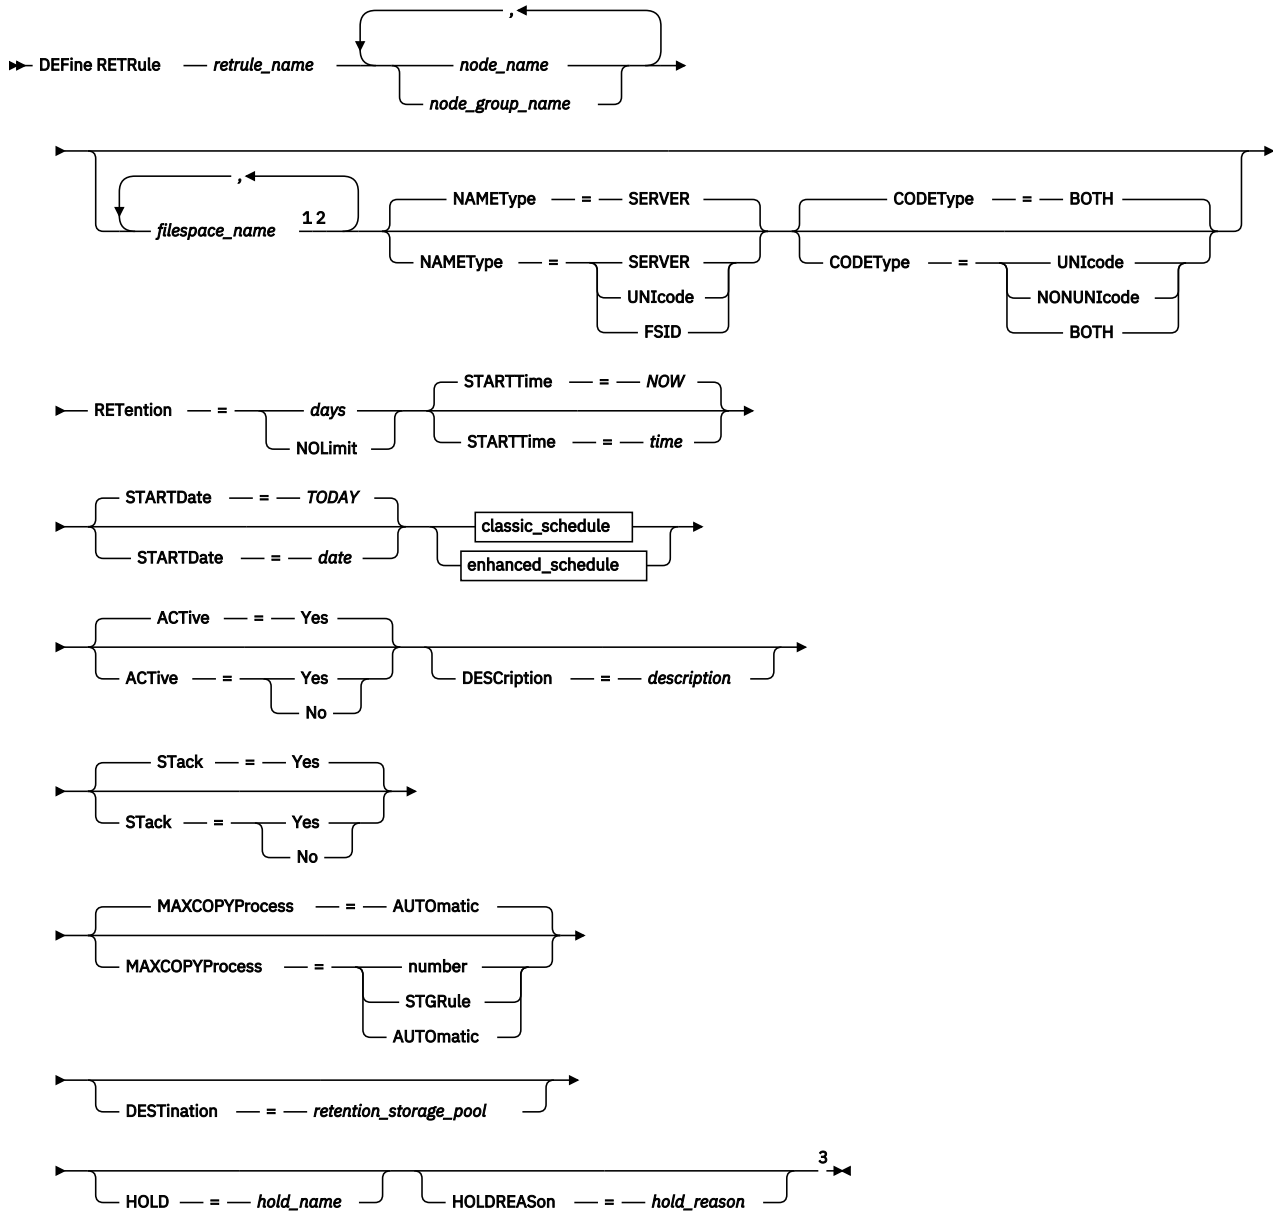 ,
DEFine RETRule retrule_name node_name
node_group_name
,
NAMEType = SERVER CODEType = BOTH
filespace_name 1 2
NAMEType = SERVER CODEType = UNIcode
UNIcode NONUNIcode
FSID BOTH
STARTTime = NOW
RETention = days
NOLimit STARTTime = time
STARTDate = TODAY
classic_schedule
STARTDate = date enhanced_schedule
ACTive = Yes
ACTive = Yes DESCription = description
No
STack = Yes
STack = Yes
No
MAXCOPYProcess = AUTOmatic
MAXCOPYProcess = number
STGRule
AUTOmatic
DESTination = retention_storage_pool
3
HOLD = hold_name HOLDREASon = hold_reason